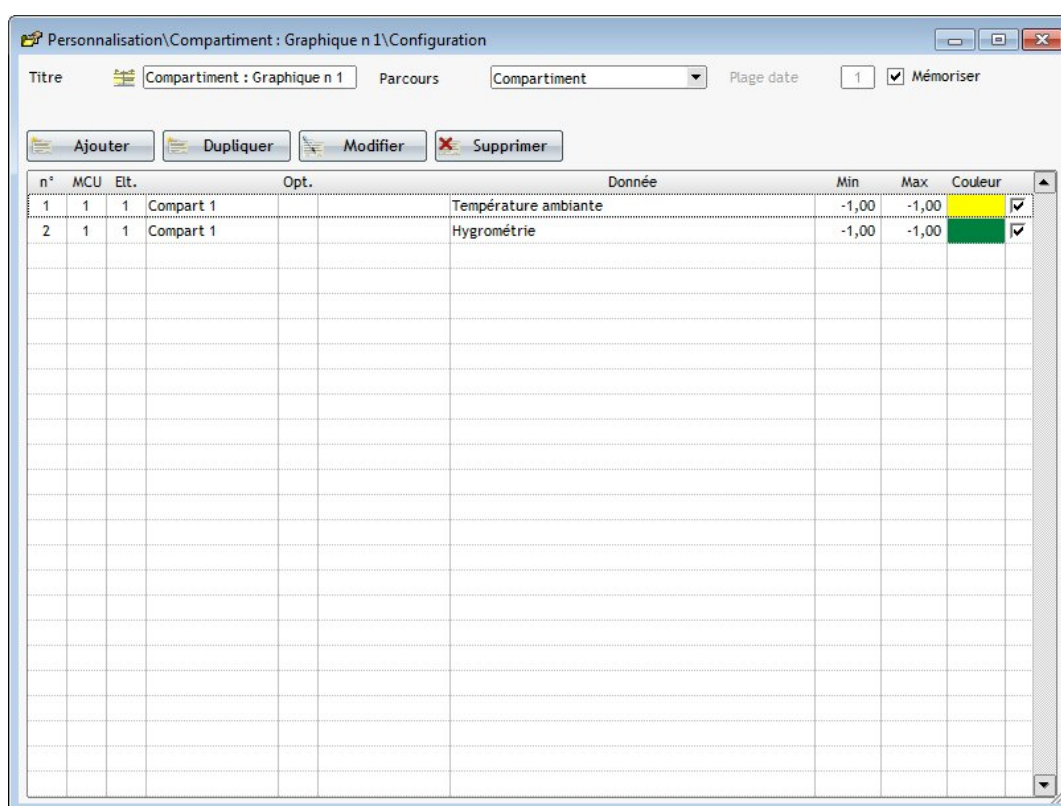 Personnalisation\Compartiment : Graphique n 1\Configuration
Titre Compartiment : Graphique n 1 Parcours Compartiment Plage date 1 Mémoriser
Ajouter Dupliquer Modifier Supprimer
n° MCU Elt. Opt. Donnée Min Max Couleur
1 1 1 Compart 1 Température ambiante -1,00 -1,00
2 1 1 Compart 1 Hygrométrie -1,00 -1,00